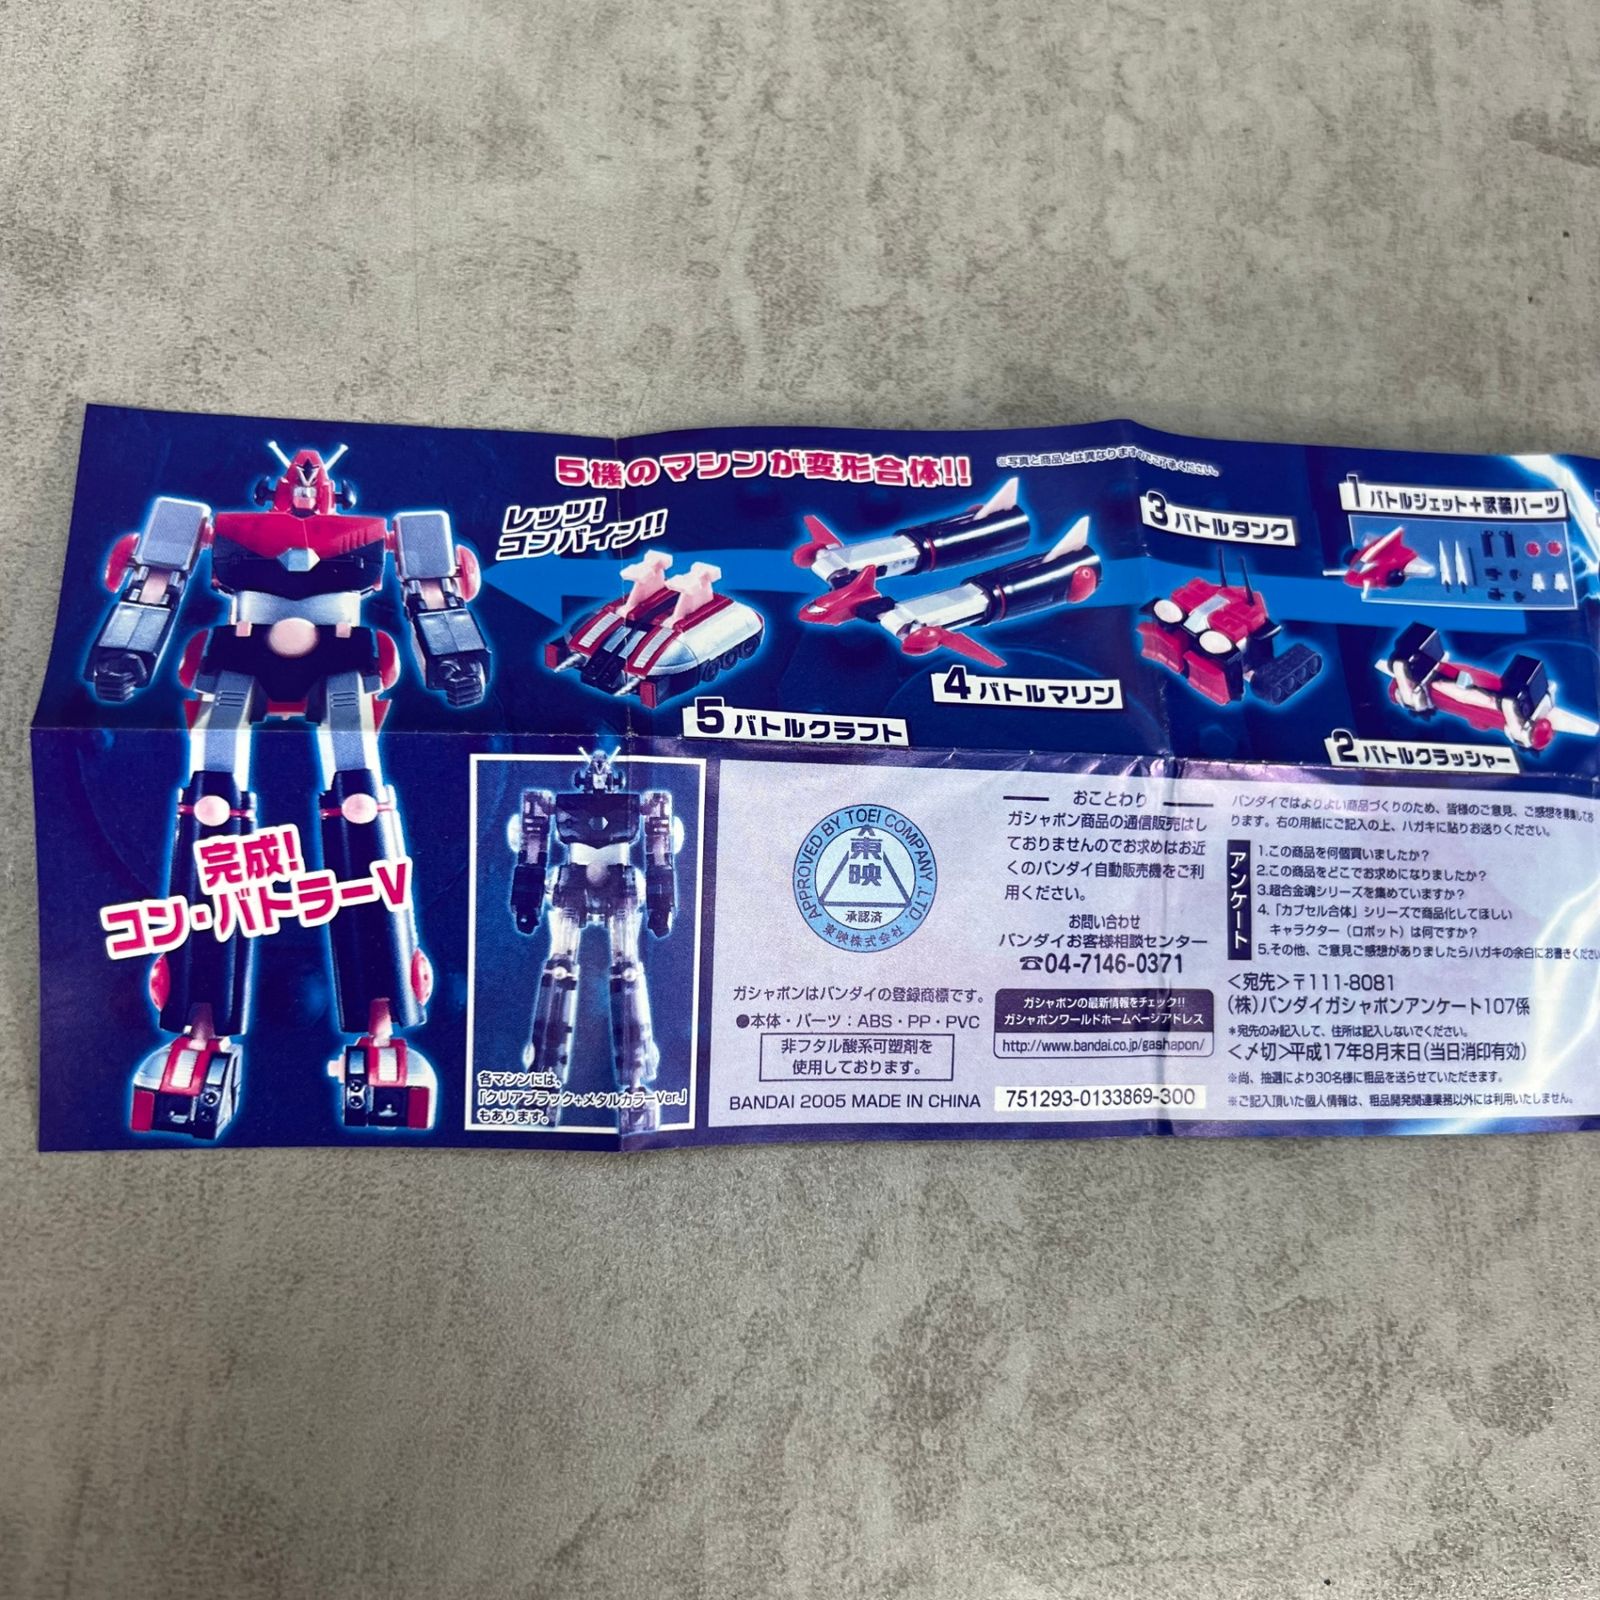 5機のマシンが変形合体!!
※写真と商品とは異なりますのでご了承ください。
レッツ!
コンバイン!!
1 バトルジェット+武装パーツ
3 バトルタンク
4 バトルマリン
5 バトルクラフト
2 バトルクラッシャー
完成!
コン・バトラーV
各マシンには、
「クリアブラック+メタルカラーVer.」
もあります。
APPROVED BY TOEI COMPANY, LTD.
東映
承認済
東映株式会社
ガシャポンはバンダイの登録商標です。
●本体・パーツ:ABS・PP・PVC
非フタル酸系可塑剤を
使用しております。
BANDAI 2005 MADE IN CHINA
おことわり
ガシャポン商品の通信販売はし
ておりませんのでお求めはお近
くのバンダイ自動販売機をご利
用ください。
お問い合わせ
バンダイお客様相談センター
☎04-7146-0371
ガシャポンの最新情報をチェック!!
ガシャポンワールドホームページアドレス
http://www.bandai.co.jp/gashapon/
751293-0133869-300
バンダイではよりよい商品づくりのため、皆様のご意見、ご感想を募集してお
ります。右の用紙にご記入の上、ハガキに貼りお送りください。
アンケート
1.この商品を何個買いましたか?
2.この商品をどこでお求めになりましたか?
3.超合金魂シリーズを集めていますか?
4.「カプセル合体」シリーズで商品化してほしい
キャラクター(ロボット)は何ですか?
5.その他、ご意見ご感想がありましたらハガキの余白にお書きくださ
<宛先>〒111-8081
(株)バンダイガシャポンアンケート107係
*宛先のみ記入して、住所は記入しないでください。
<〆切>平成17年8月末日(当日消印有効)
※尚、抽選により30名様に粗品を送らせていただきます。
※ご記入頂いた個人情報は、粗品開発関連業務以外には利用いたしません。